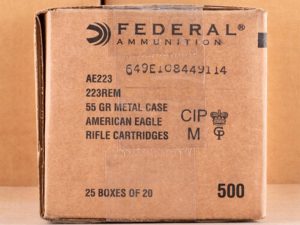 FEDERAL®
AMMUNITION
649E108449114
AE223
223REM
55 GR METAL CASE
AMERICAN EAGLE
RIFLE CARTRIDGES
CIP
M
25 BOXES OF 20
500